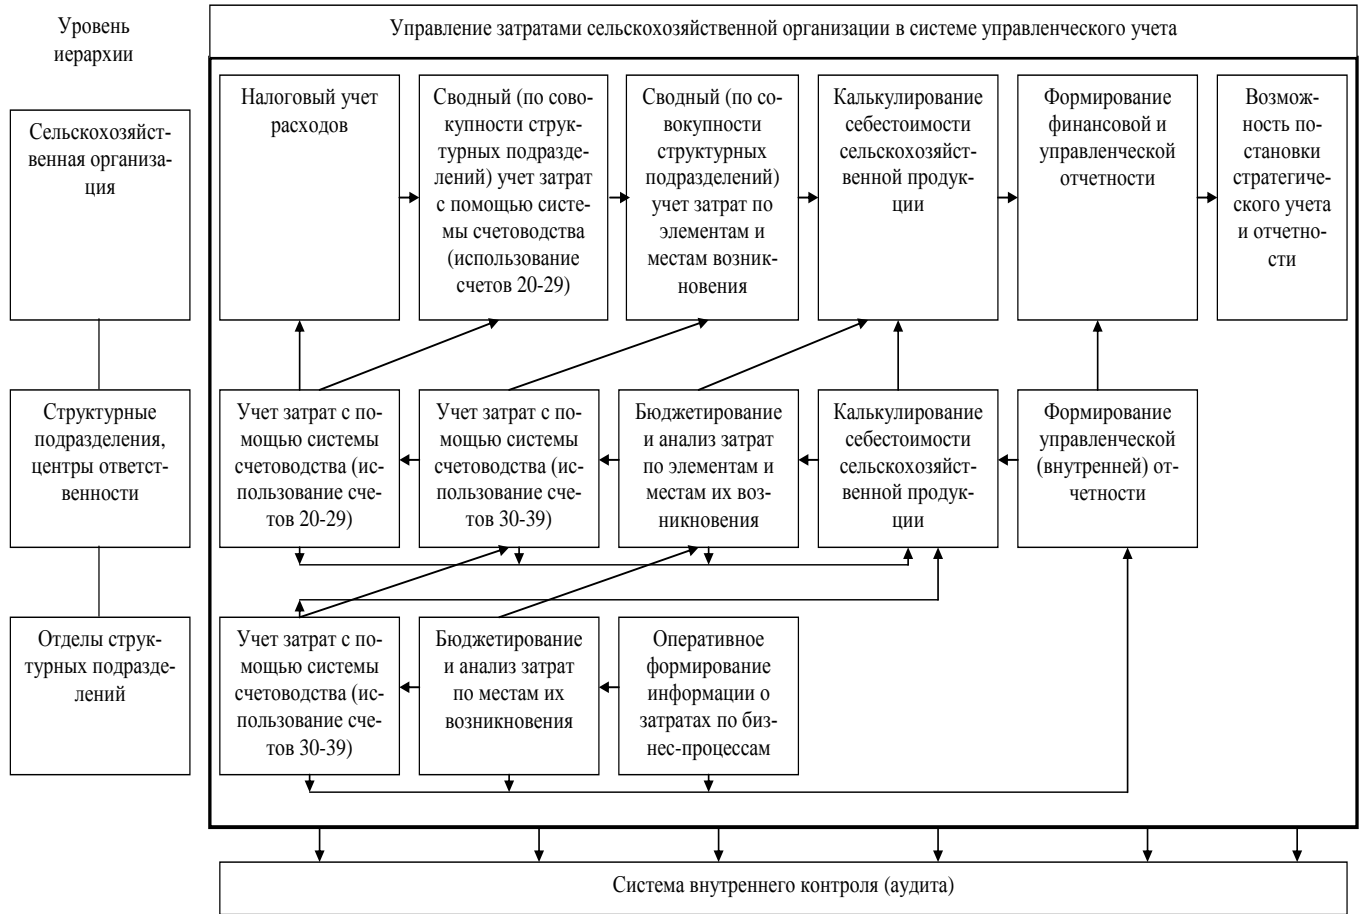 Уровень
иерархии
Управление затратами сельскохозяйственной организации в системе управленческого учета
Сельскохозяйст-
венная организа-
ция
Налоговый учет
расходов
Сводный (по сово-
купности струк-
турных подразде-
лений) учет затрат
с помощью систе-
мы счетоводства
(использование
счетов 20-29)
Сводный (по со-
вокупности
структурных
подразделений)
учет затрат по
элементам и
местам возник-
новения
Калькулирование
себестоимости
сельскохозяйст-
венной продук-
ции
Формирование
финансовой и
управленческой
отчетности
Возмож-
ность по-
становки
стратегиче-
ского учета
и отчетно-
сти
Структурные
подразделения,
центры ответст-
венности
Учет затрат с по-
мощью системы
счетоводства (ис-
пользование сче-
тов 20-29)
Учет затрат с по-
мощью системы
счетоводства (ис-
пользование сче-
тов 30-39)
Бюджетирование
и анализ затрат
по элементам и
местам их воз-
никновения
Калькулирование
себестоимости
сельскохозяйст-
венной продук-
ции
Формирование
управленческой
(внутренней) от-
четности
Отделы струк-
турных подразде-
лений
Учет затрат с по-
мощью системы
счетоводства (ис-
пользование сче-
тов 30-39)
Бюджетирование
и анализ затрат
по местам их
возникновения
Оперативное
формирование
информации о
затратах по биз-
нес-процессам
Система внутреннего контроля (аудита)